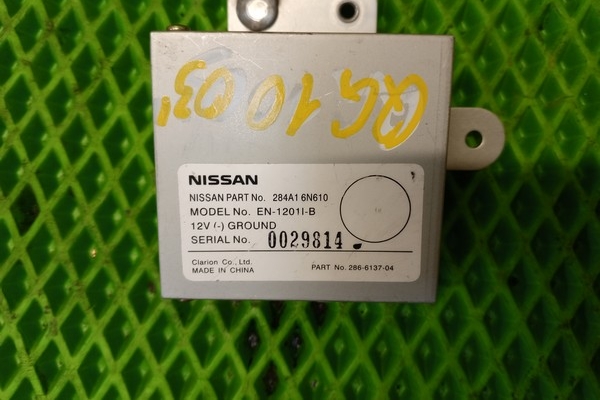 QG10 03'
NISSAN
NISSAN PART No. 284A1 6N610
MODEL No. EN-1201I-B
12V (-) GROUND
SERIAL No. 0029814
Clarion Co., Ltd.
MADE IN CHINA
PART No. 286-6137-04